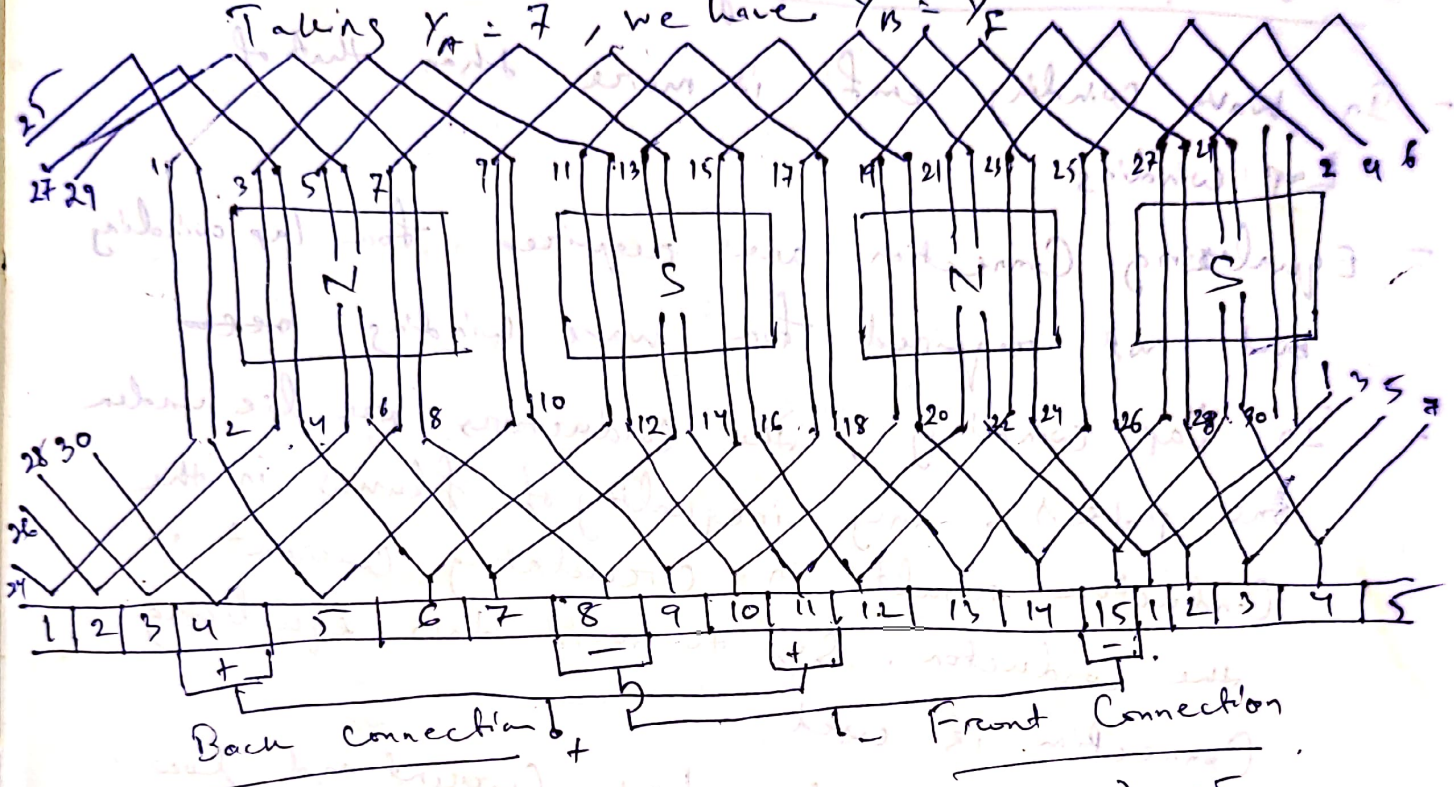 Taking Y_A = 7, we have Y_B = Y_F
25
27 29 1 3 5 7 9 11 13 15 17 19 21 23 25 27 29 2 4 6
N S N S
28 30 2 4 6 8 10 12 14 16 18 20 22 24 26 28 30 1 3 5 7
26
24
1 2 3 4 5 6 7 8 9 10 11 12 13 14 15 1 2 3 4 5
+ − + −
Back connection + − Front Connection